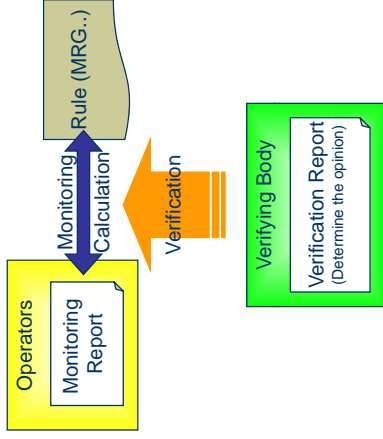 Operators
Monitoring
Report
Monitoring
Calculation
Rule (MRG..)
Verification
Verifying Body
Verification Report
(Determine the opinion)